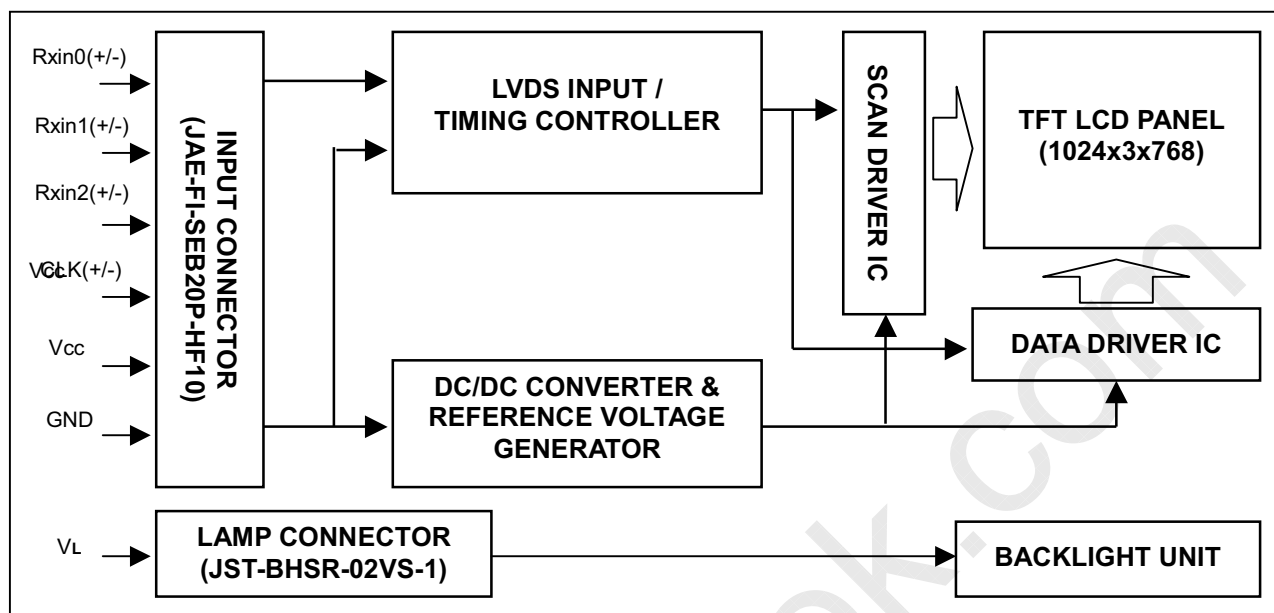 Rxin0(+/-)
Rxin1(+/-)
Rxin2(+/-)
Vcc
CLK(+/-)
Vcc
GND
VL
INPUT CONNECTOR
(JAE-FI-SEB20P-HF10)
LVDS INPUT /
TIMING CONTROLLER
DC/DC CONVERTER &
REFERENCE VOLTAGE
GENERATOR
SCAN DRIVER IC
TFT LCD PANEL
(1024x3x768)
DATA DRIVER IC
LAMP CONNECTOR
(JST-BHSR-02VS-1)
BACKLIGHT UNIT